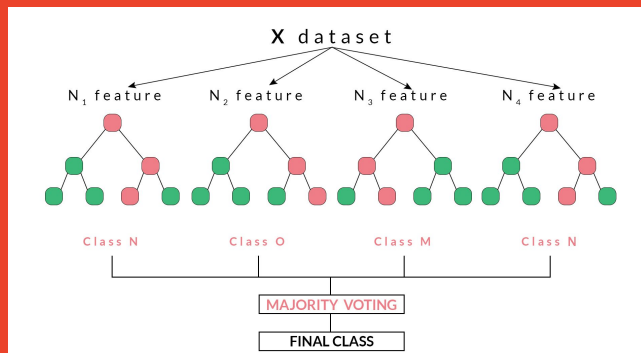 X dataset
N1 feature N2 feature N3 feature N4 feature
Class N Class O Class M Class N
MAJORITY VOTING
FINAL CLASS